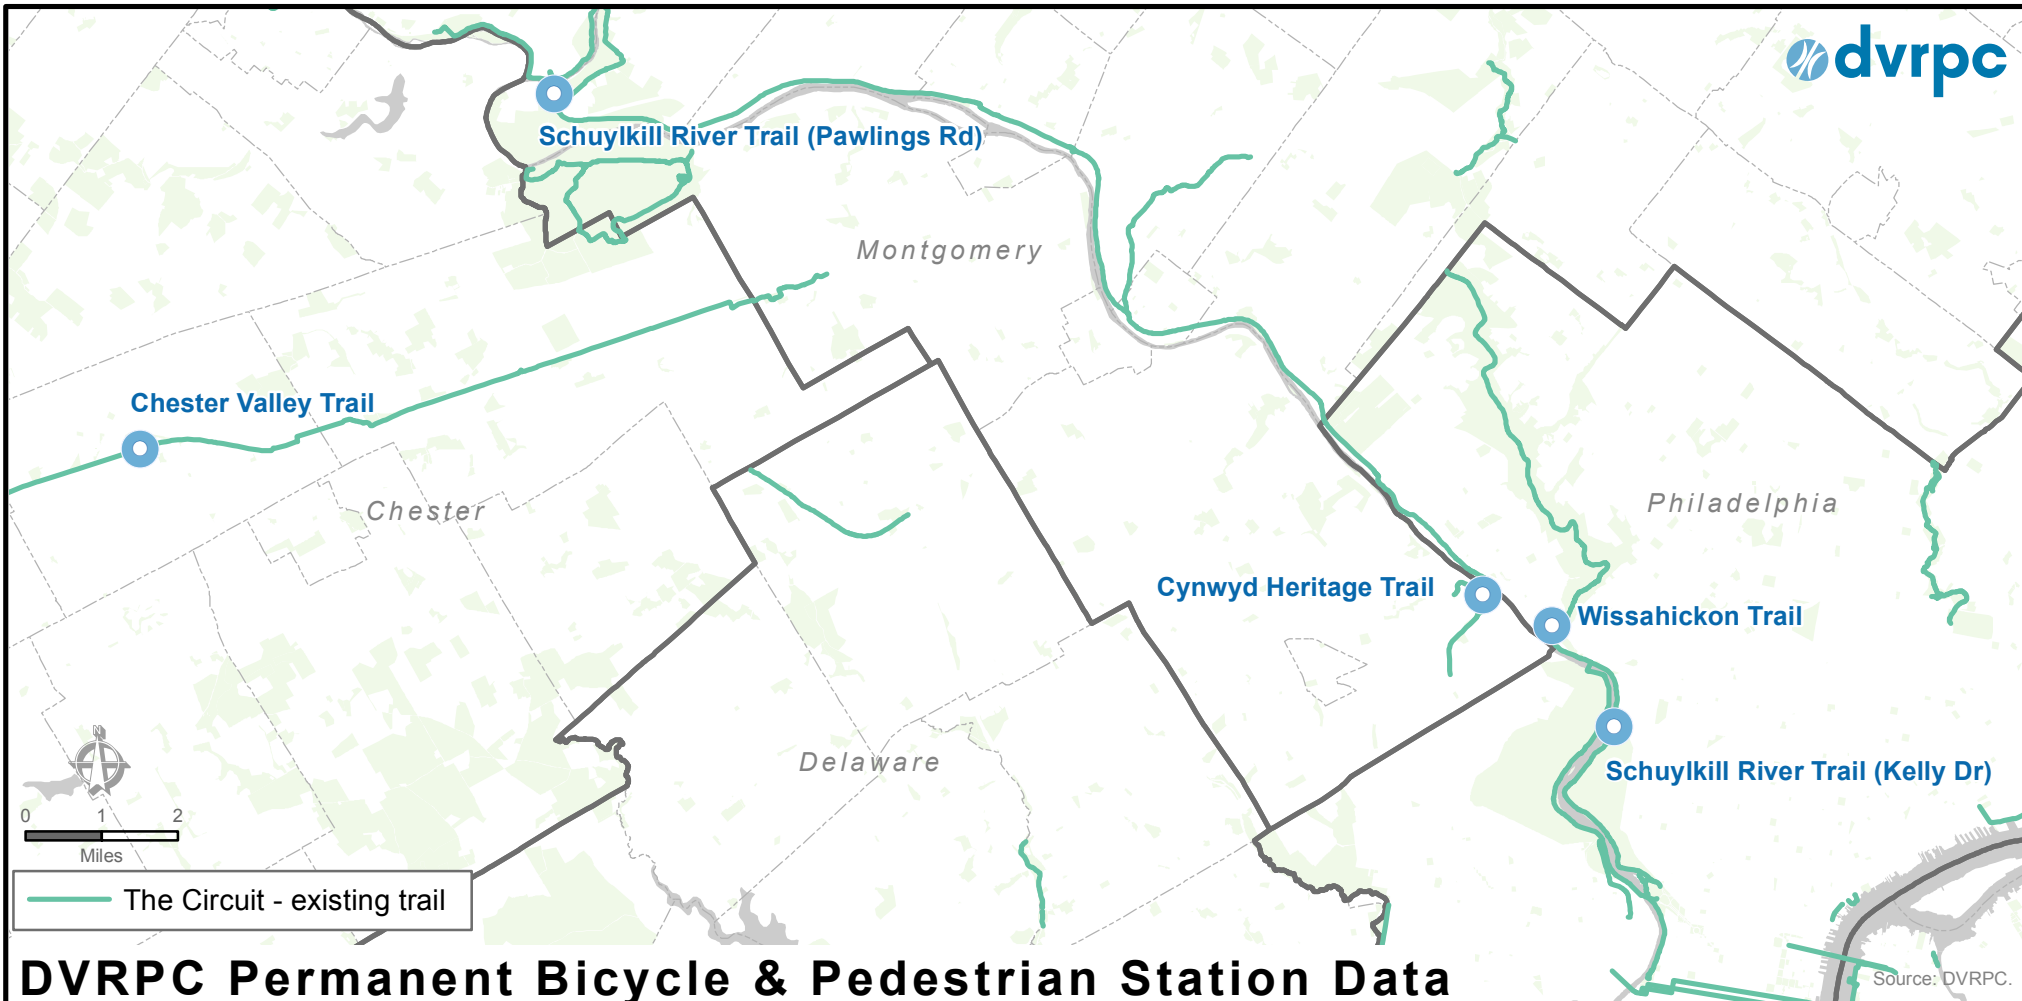 dvrpc
Schuylkill River Trail (Pawlings Rd)
Montgomery
Chester Valley Trail
Chester
Philadelphia
Cynwyd Heritage Trail
Wissahickon Trail
Delaware
Schuylkill River Trail (Kelly Dr)
N
0 1 2
Miles
The Circuit - existing trail
DVRPC Permanent Bicycle & Pedestrian Station Data
Source: DVRPC.